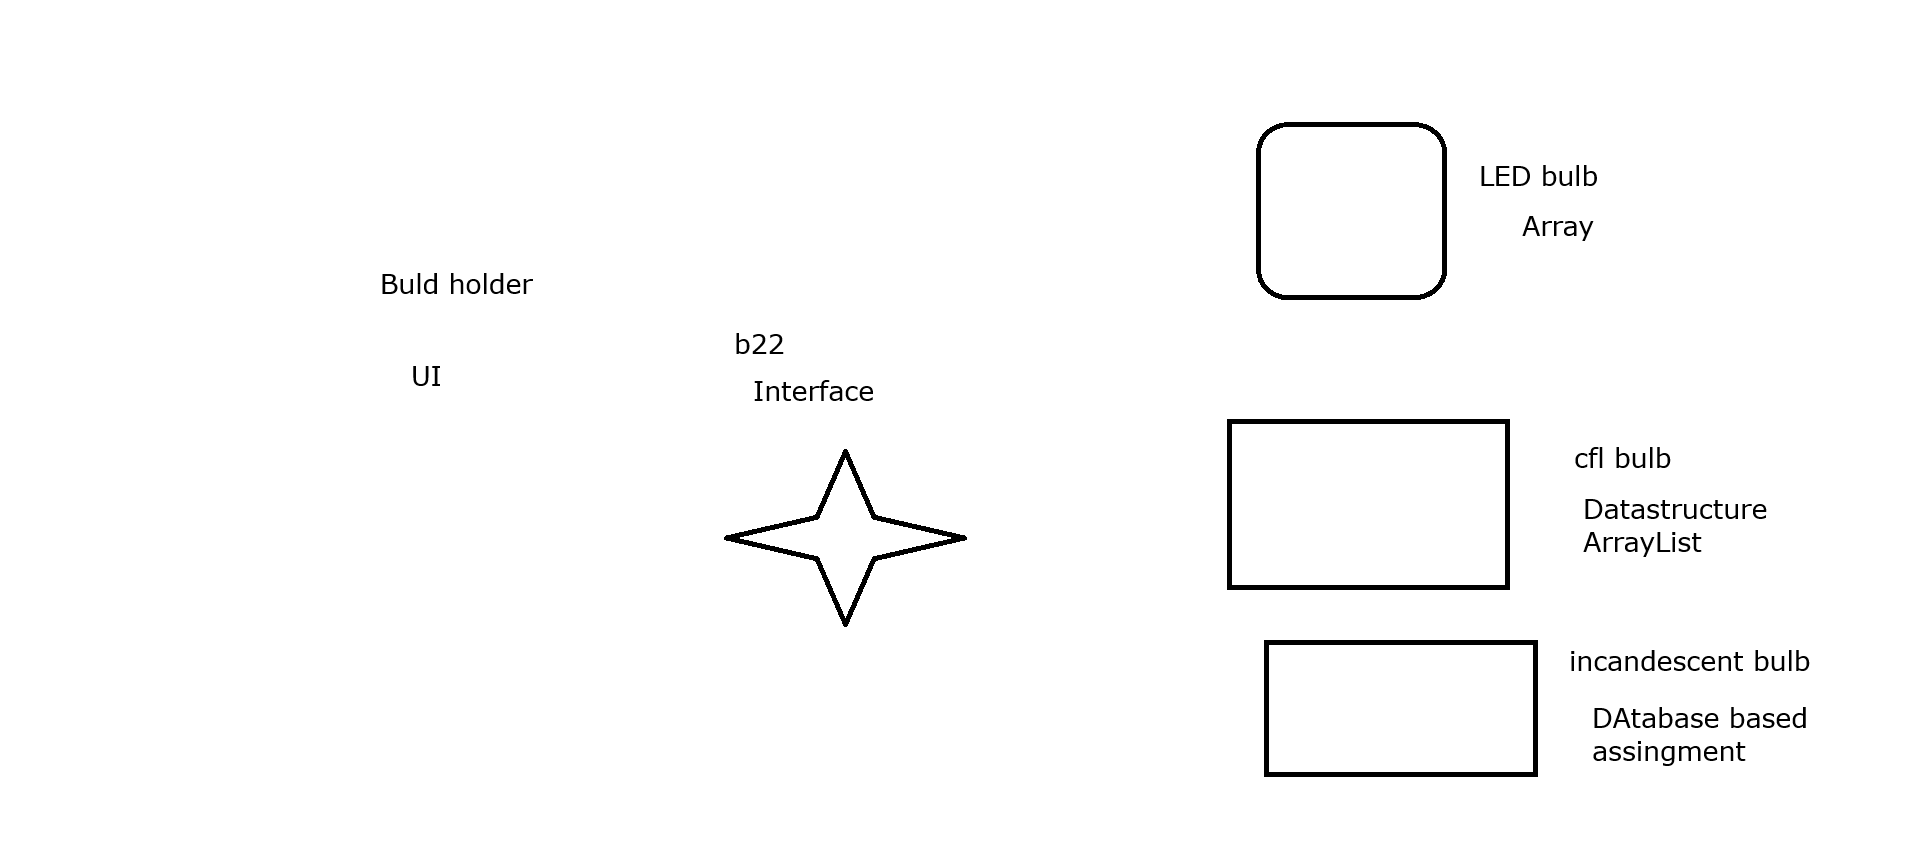 Buld holder
UI
b22
Interface
LED bulb
Array
cfl bulb
Datastructure
ArrayList
incandescent bulb
DAtabase based
assingment